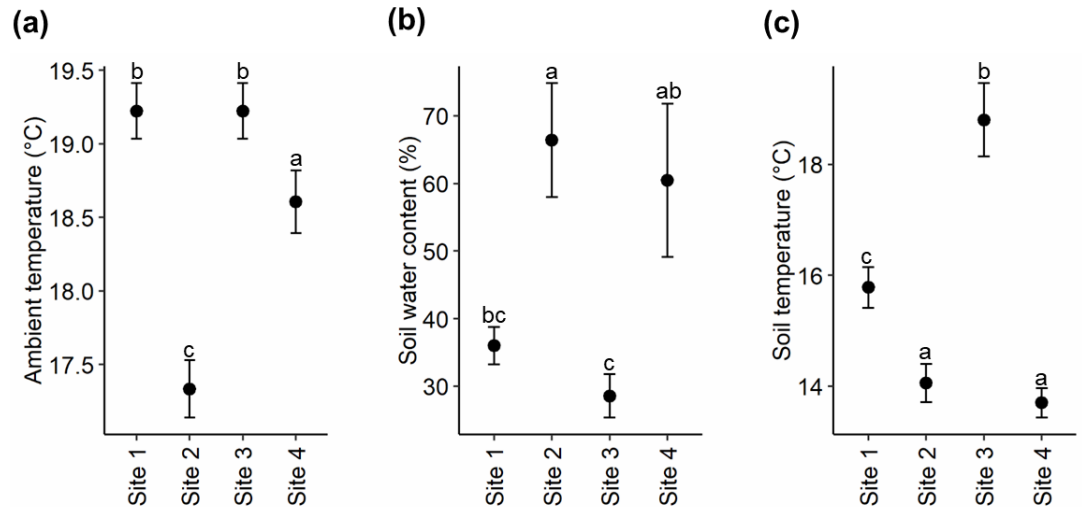 (a)
Ambient temperature (°C)
19.5
19.0
18.5
18.0
17.5
b
c
b
a
Site 1
Site 2
Site 3
Site 4
(b)
Soil water content (%)
70
60
50
40
30
bc
a
c
ab
Site 1
Site 2
Site 3
Site 4
(c)
Soil temperature (°C)
18
16
14
c
a
b
a
Site 1
Site 2
Site 3
Site 4